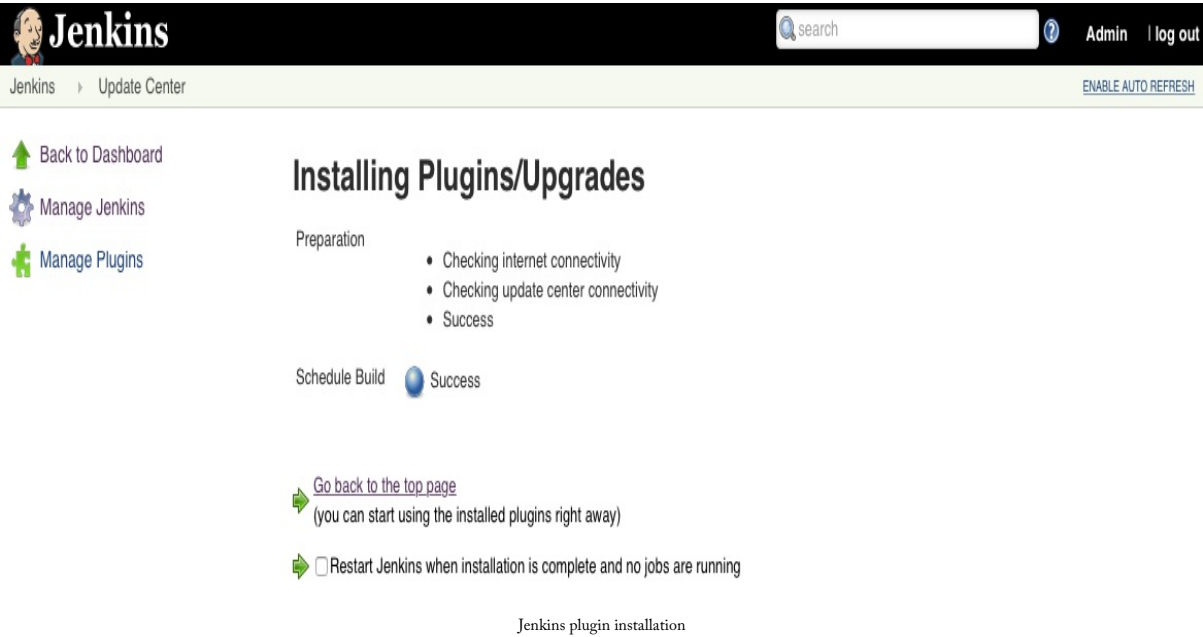 Jenkins
search
Admin | log out
Jenkins Update Center
ENABLE AUTO REFRESH
Back to Dashboard
Manage Jenkins
Manage Plugins
Installing Plugins/Upgrades
Preparation
• Checking internet connectivity
• Checking update center connectivity
• Success
Schedule Build Success
Go back to the top page
(you can start using the installed plugins right away)
Restart Jenkins when installation is complete and no jobs are running
Jenkins plugin installation